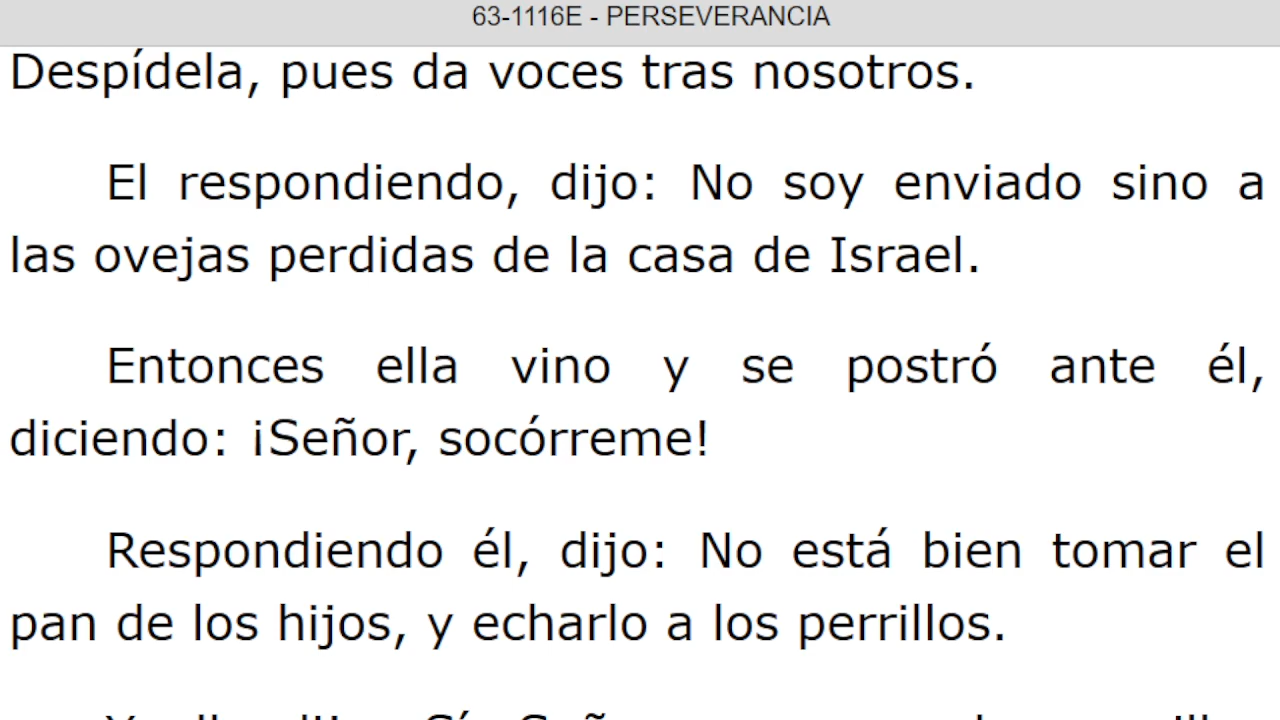 63-1116E - PERSEVERANCIA
Despídela, pues da voces tras nosotros.
El respondiendo, dijo: No soy enviado sino a
las ovejas perdidas de la casa de Israel.
Entonces ella vino y se postró ante él,
diciendo: ¡Señor, socórreme!
Respondiendo él, dijo: No está bien tomar el
pan de los hijos, y echarlo a los perrillos.